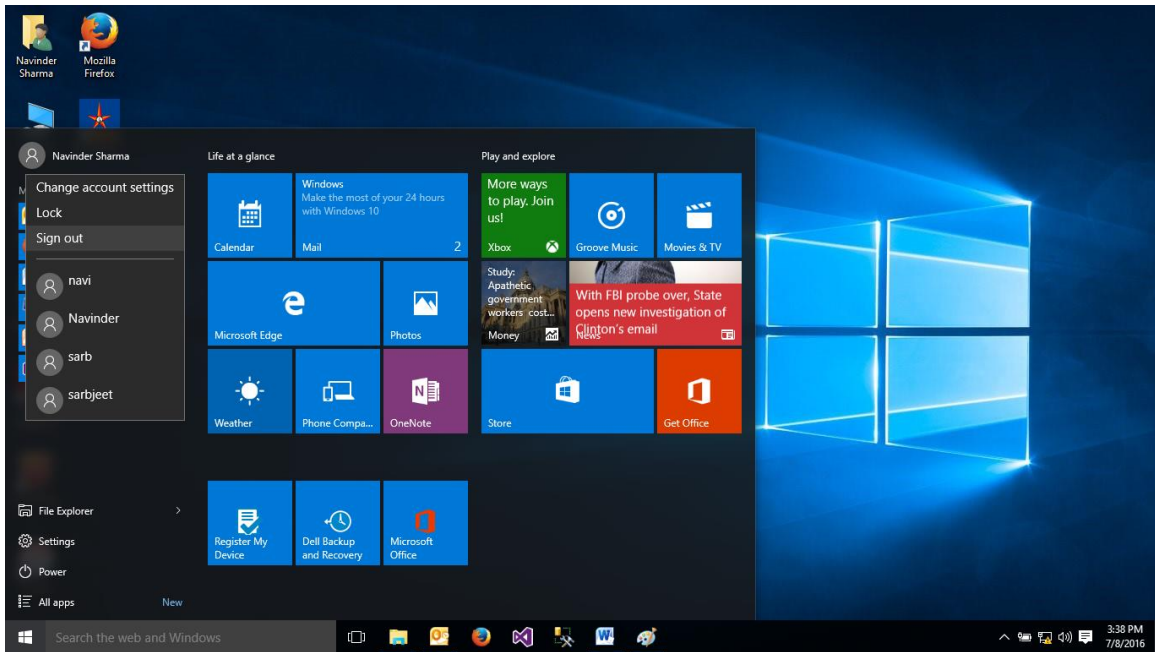 Navinder
Sharma
Mozilla
Firefox
Navinder Sharma
Change account settings
Lock
Sign out
navi
Navinder
sarb
sarbjeet
File Explorer
Settings
Power
All apps New
Life at a glance
Calendar
Windows
Make the most of your 24 hours
with Windows 10
Mail 2
Microsoft Edge
Photos
Weather
Phone Compa...
OneNote
Register My
Device
Dell Backup
and Recovery
Microsoft
Office
Play and explore
More ways
to play. Join
us!
Xbox
Groove Music
Movies & TV
Study:
Apathetic
government
workers cost...
Money
With FBI probe over, State
opens new investigation of
Clinton's email
News
Store
Get Office
Search the web and Windows
3:38 PM
7/8/2016